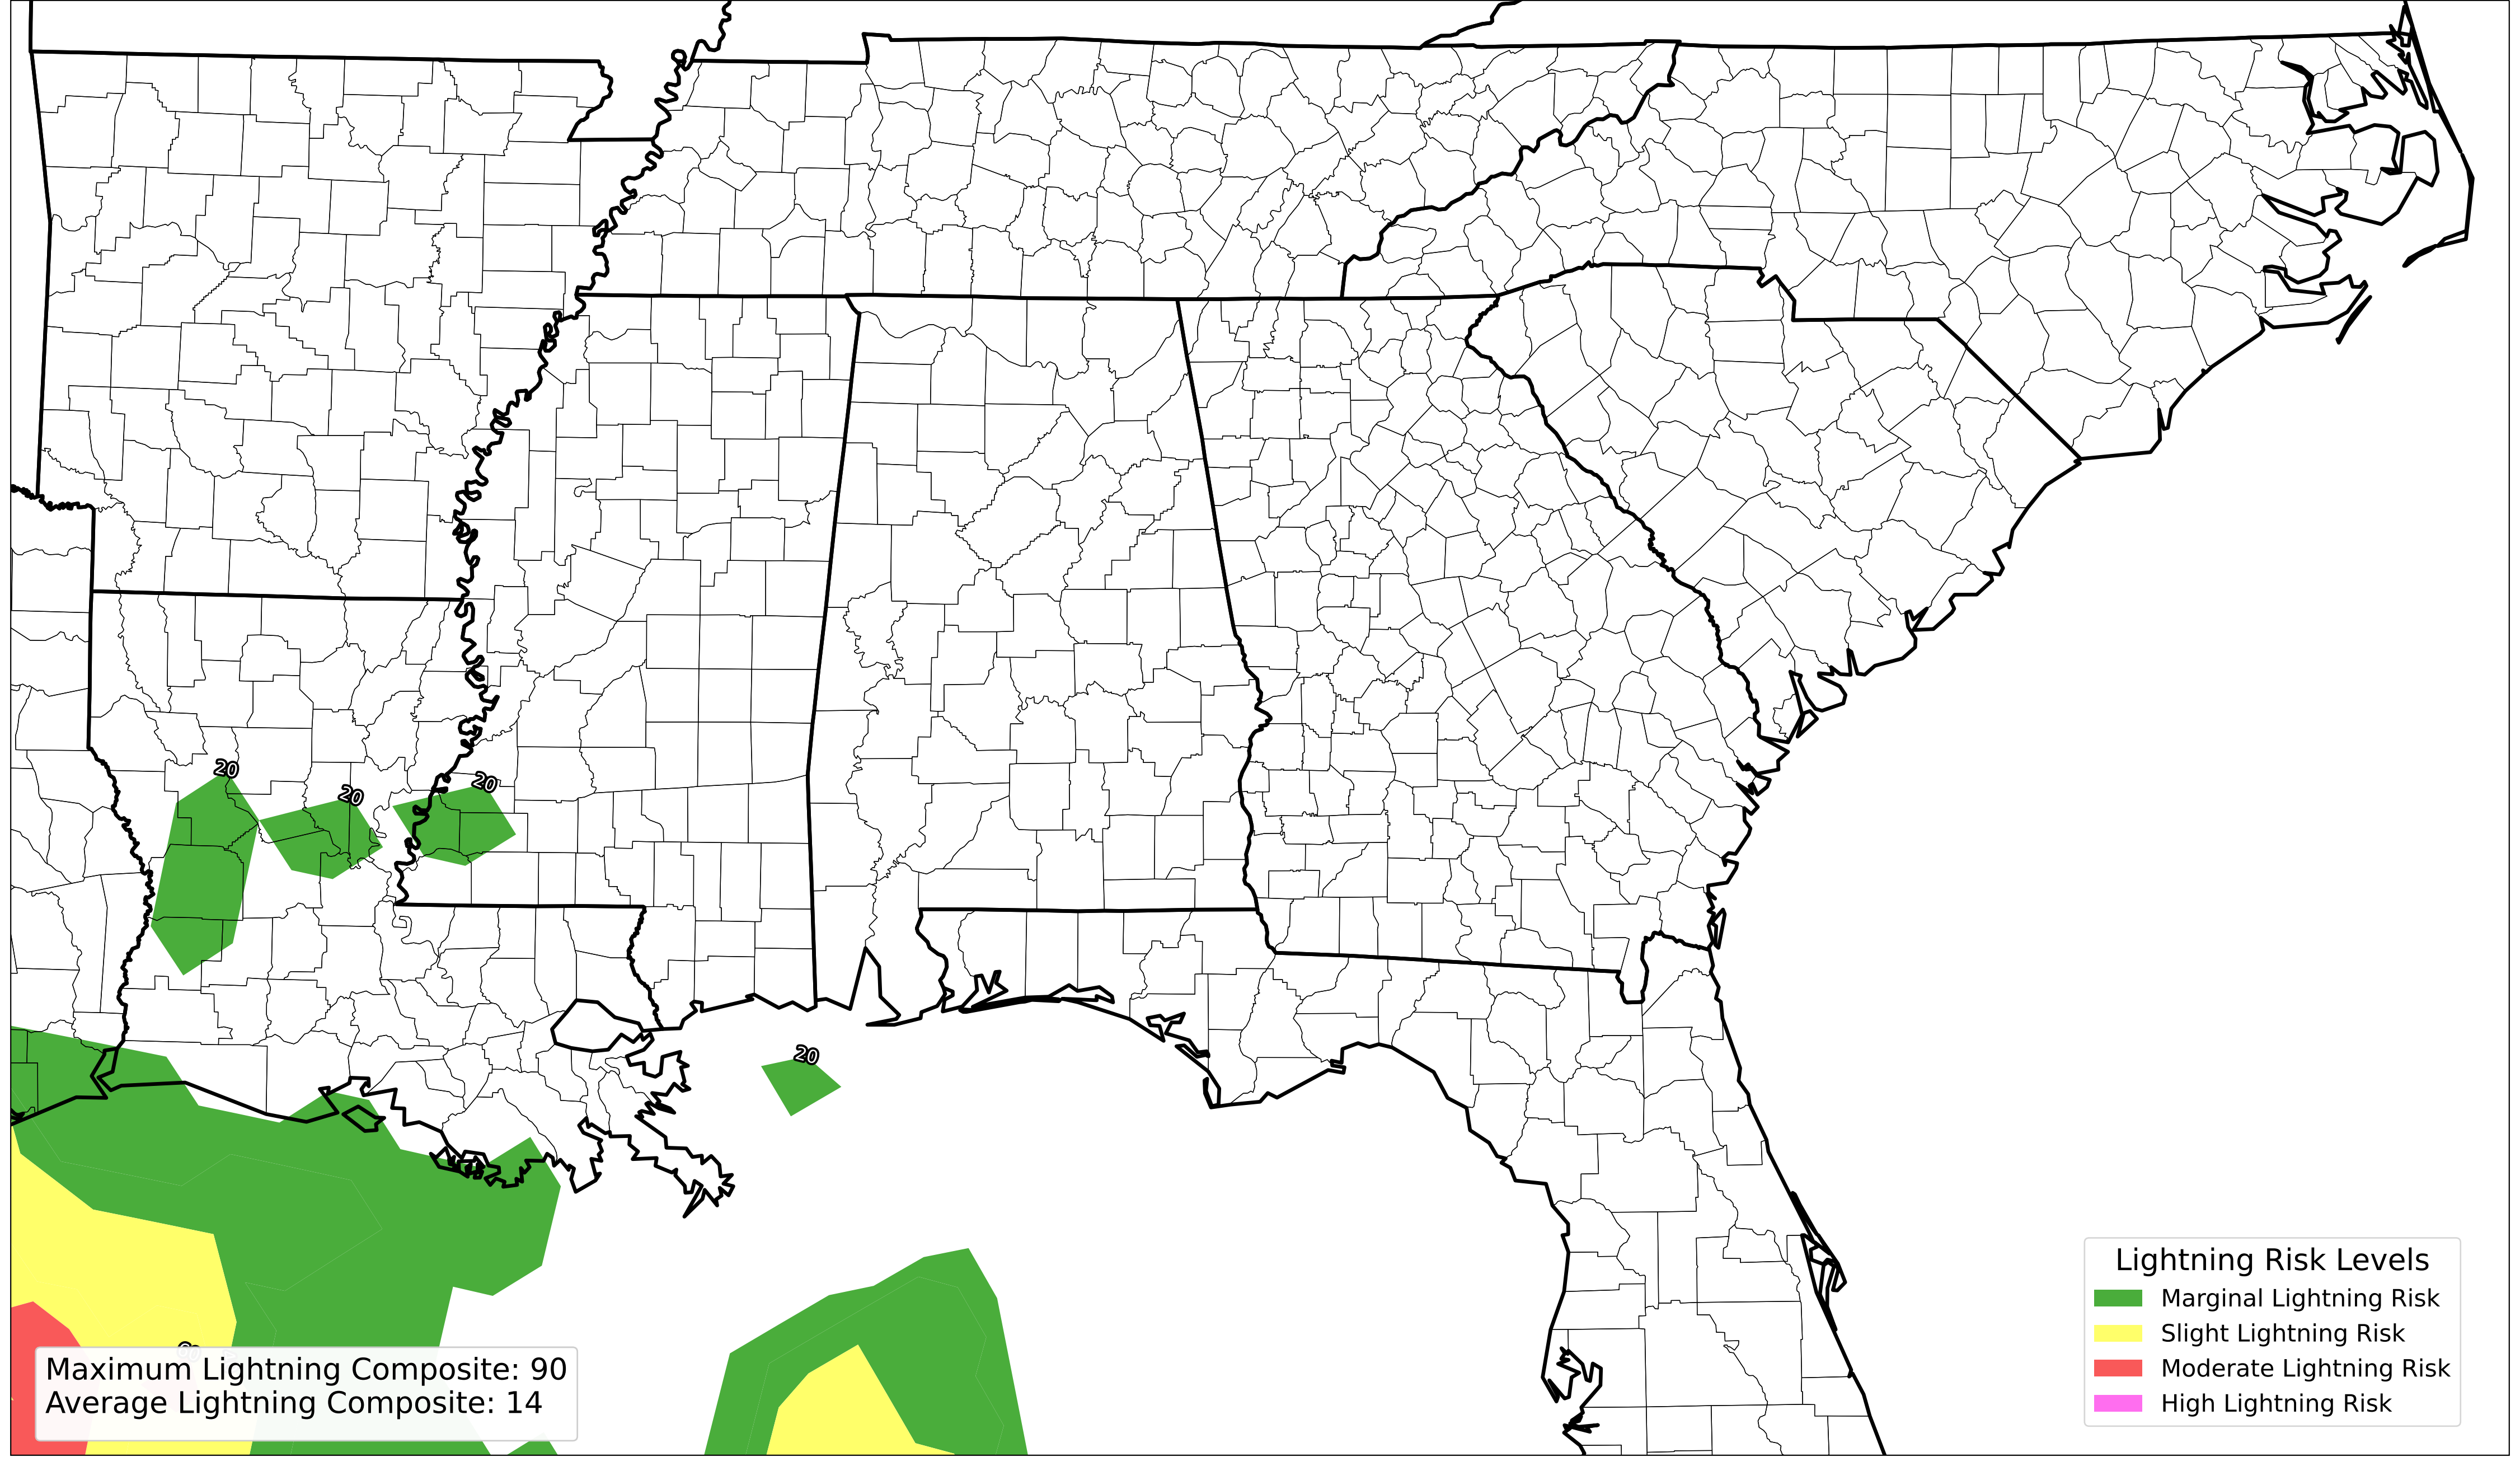 20
20
20
20
Maximum Lightning Composite: 90
Average Lightning Composite: 14
Lightning Risk Levels
Marginal Lightning Risk
Slight Lightning Risk
Moderate Lightning Risk
High Lightning Risk